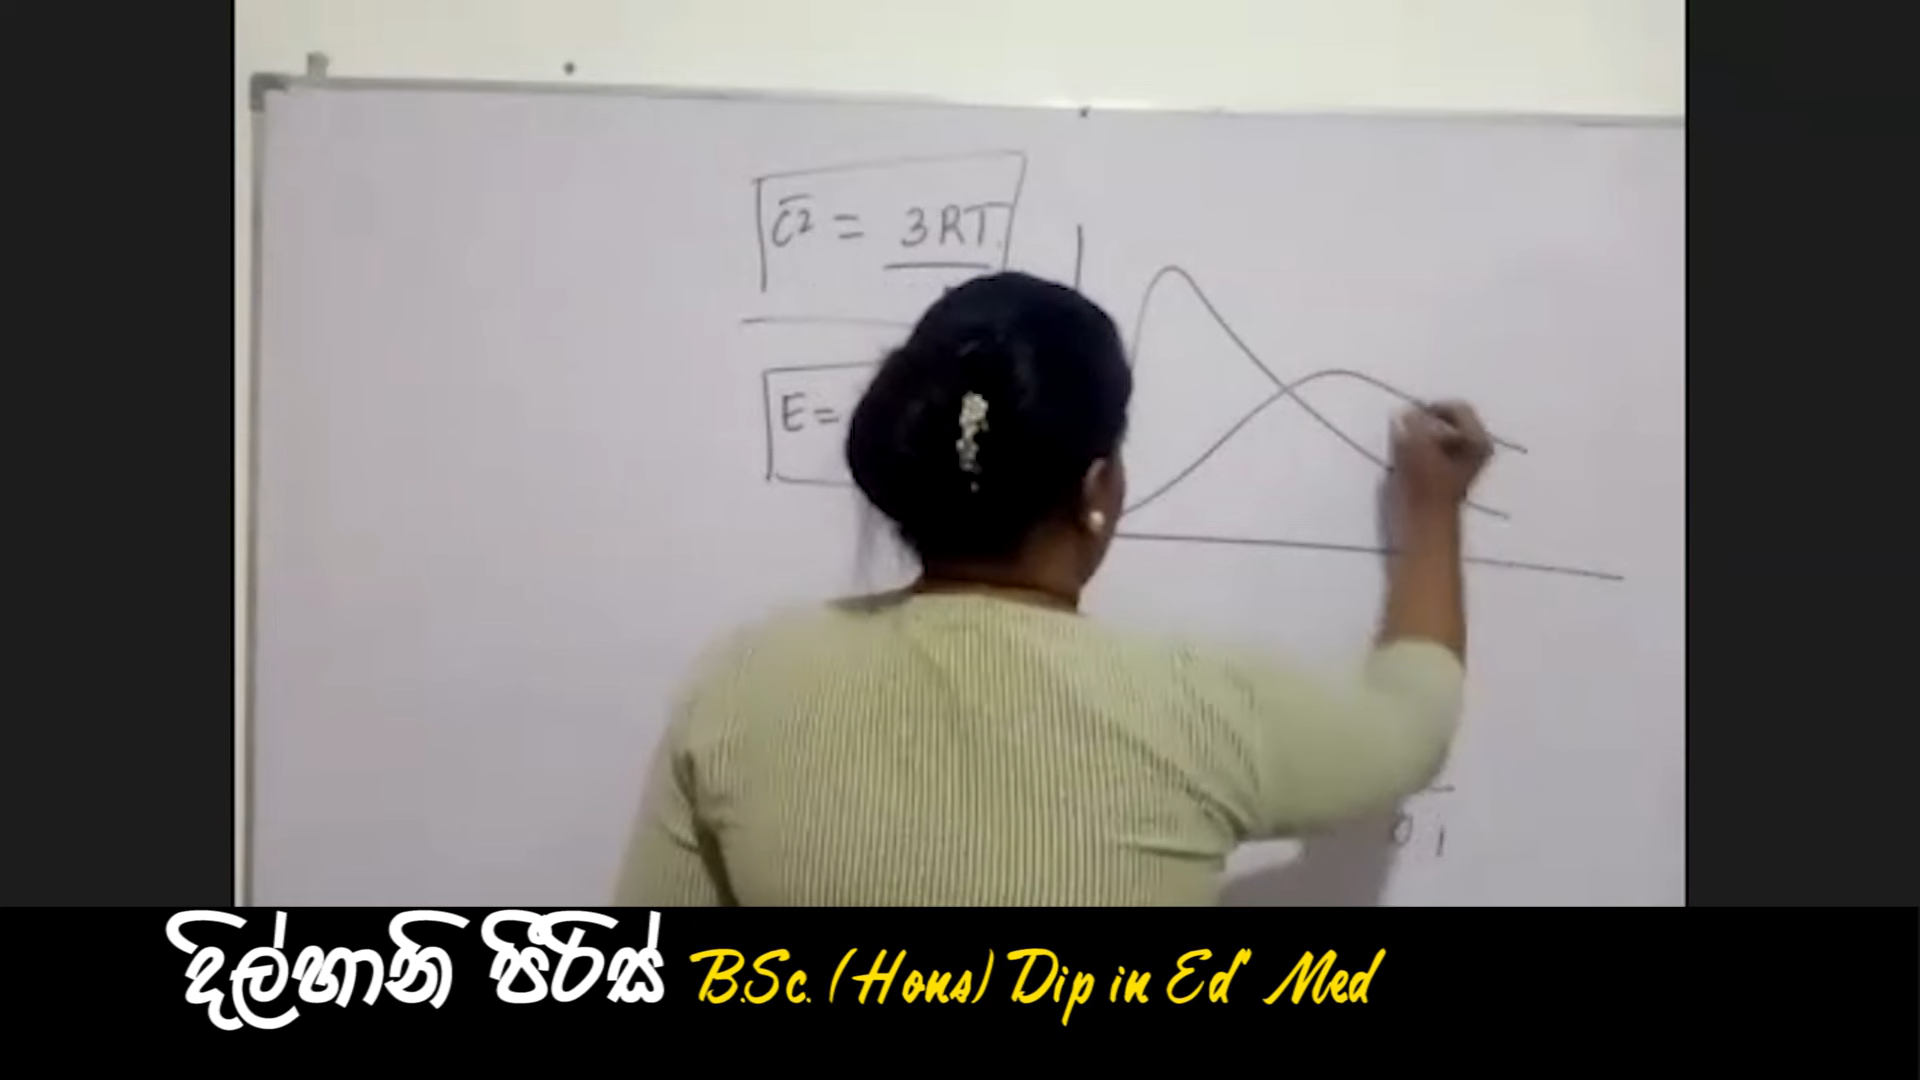 C̅2̅ = 3RT
E =
දිල්හානි පීරිස් B.Sc. (Hons) Dip in Ed Med